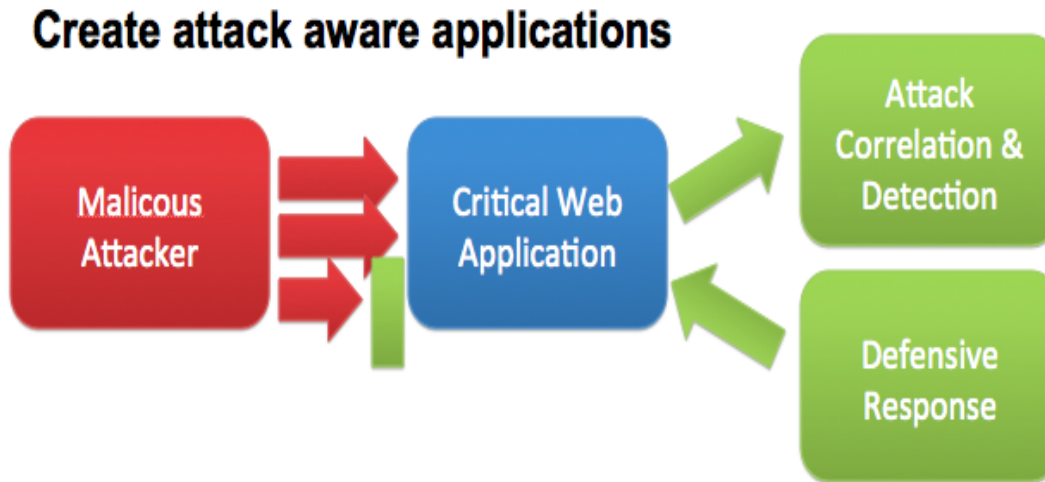 Create attack aware applications
Malicous
Attacker
Critical Web
Application
Attack
Correlation &
Detection
Defensive
Response